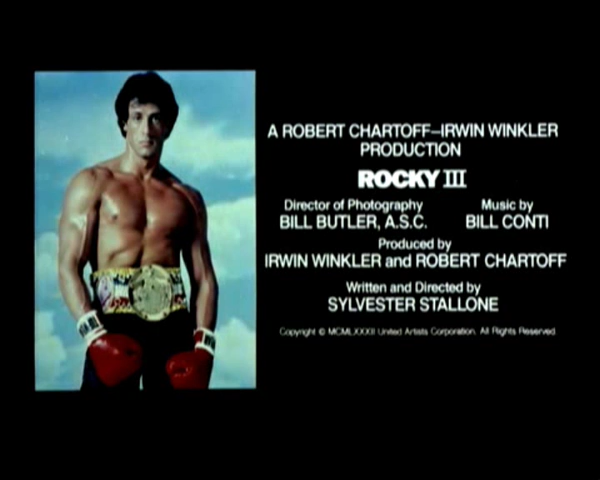 A ROBERT CHARTOFF–IRWIN WINKLER
PRODUCTION
ROCKY III
Director of Photography Music by
BILL BUTLER, A.S.C. BILL CONTI
Produced by
IRWIN WINKLER and ROBERT CHARTOFF
Written and Directed by
SYLVESTER STALLONE
Copyright © MCMLXXXII United Artists Corporation. All Rights Reserved.